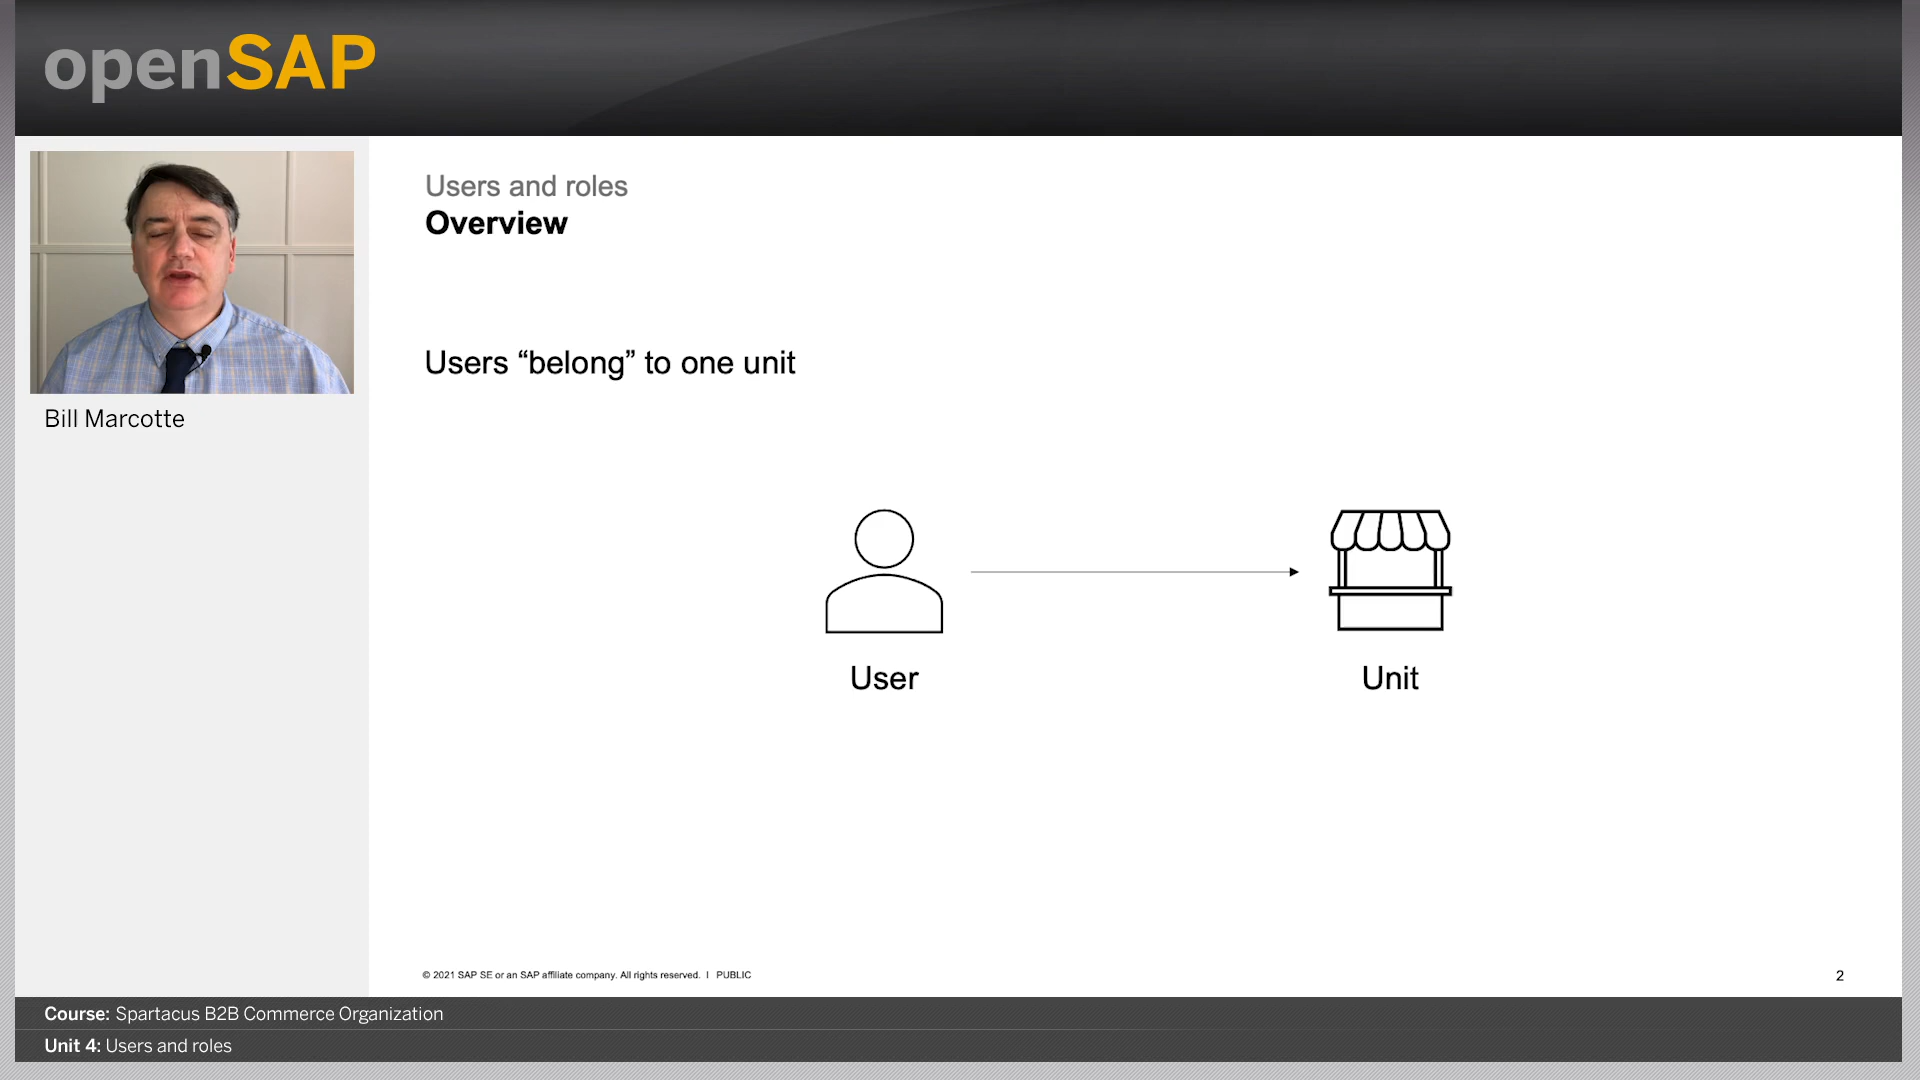 openSAP
Bill Marcotte
Users and roles
Overview
Users “belong” to one unit
User
Unit
© 2021 SAP SE or an SAP affiliate company. All rights reserved. I PUBLIC
2
Course: Spartacus B2B Commerce Organization
Unit 4: Users and roles